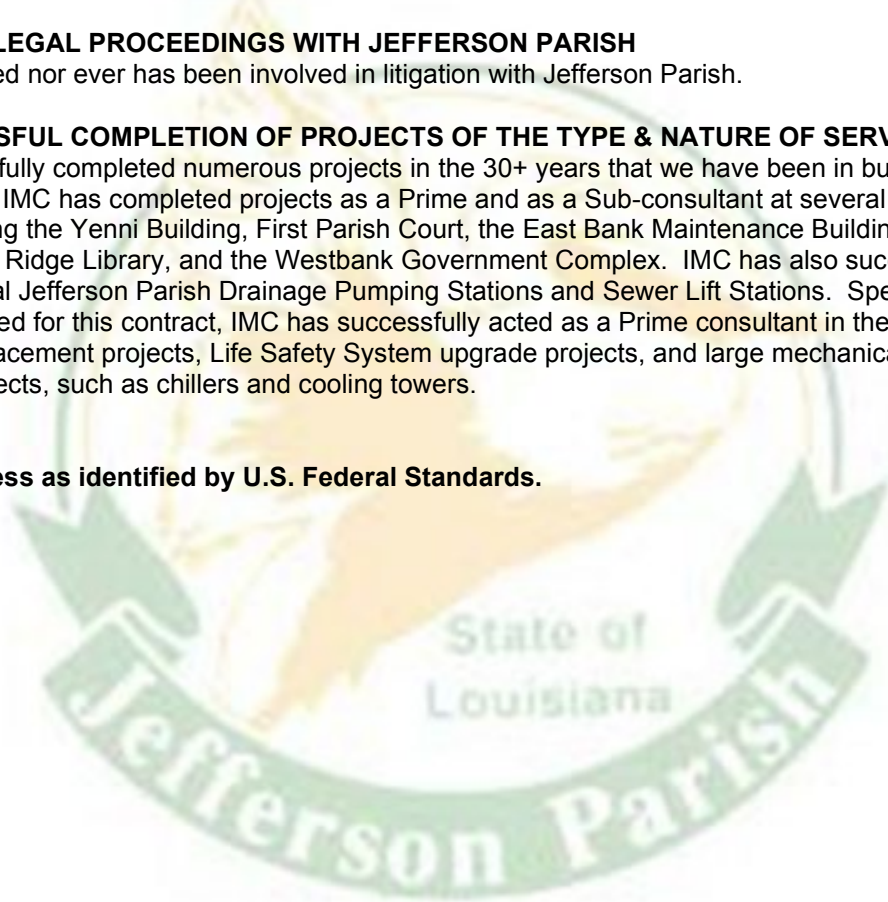 LEGAL PROCEEDINGS WITH JEFFERSON PARISH
ed nor ever has been involved in litigation with Jefferson Parish.
SFUL COMPLETION OF PROJECTS OF THE TYPE & NATURE OF SERV
fully completed numerous projects in the 30+ years that we have been in bu
IMC has completed projects as a Prime and as a Sub-consultant at several
ng the Yenni Building, First Parish Court, the East Bank Maintenance Buildin
Ridge Library, and the Westbank Government Complex. IMC has also suc
al Jefferson Parish Drainage Pumping Stations and Sewer Lift Stations. Spe
ed for this contract, IMC has successfully acted as a Prime consultant in the
acement projects, Life Safety System upgrade projects, and large mechanica
ects, such as chillers and cooling towers.
ess as identified by U.S. Federal Standards.
State of
Louisiana
Jefferson Parish